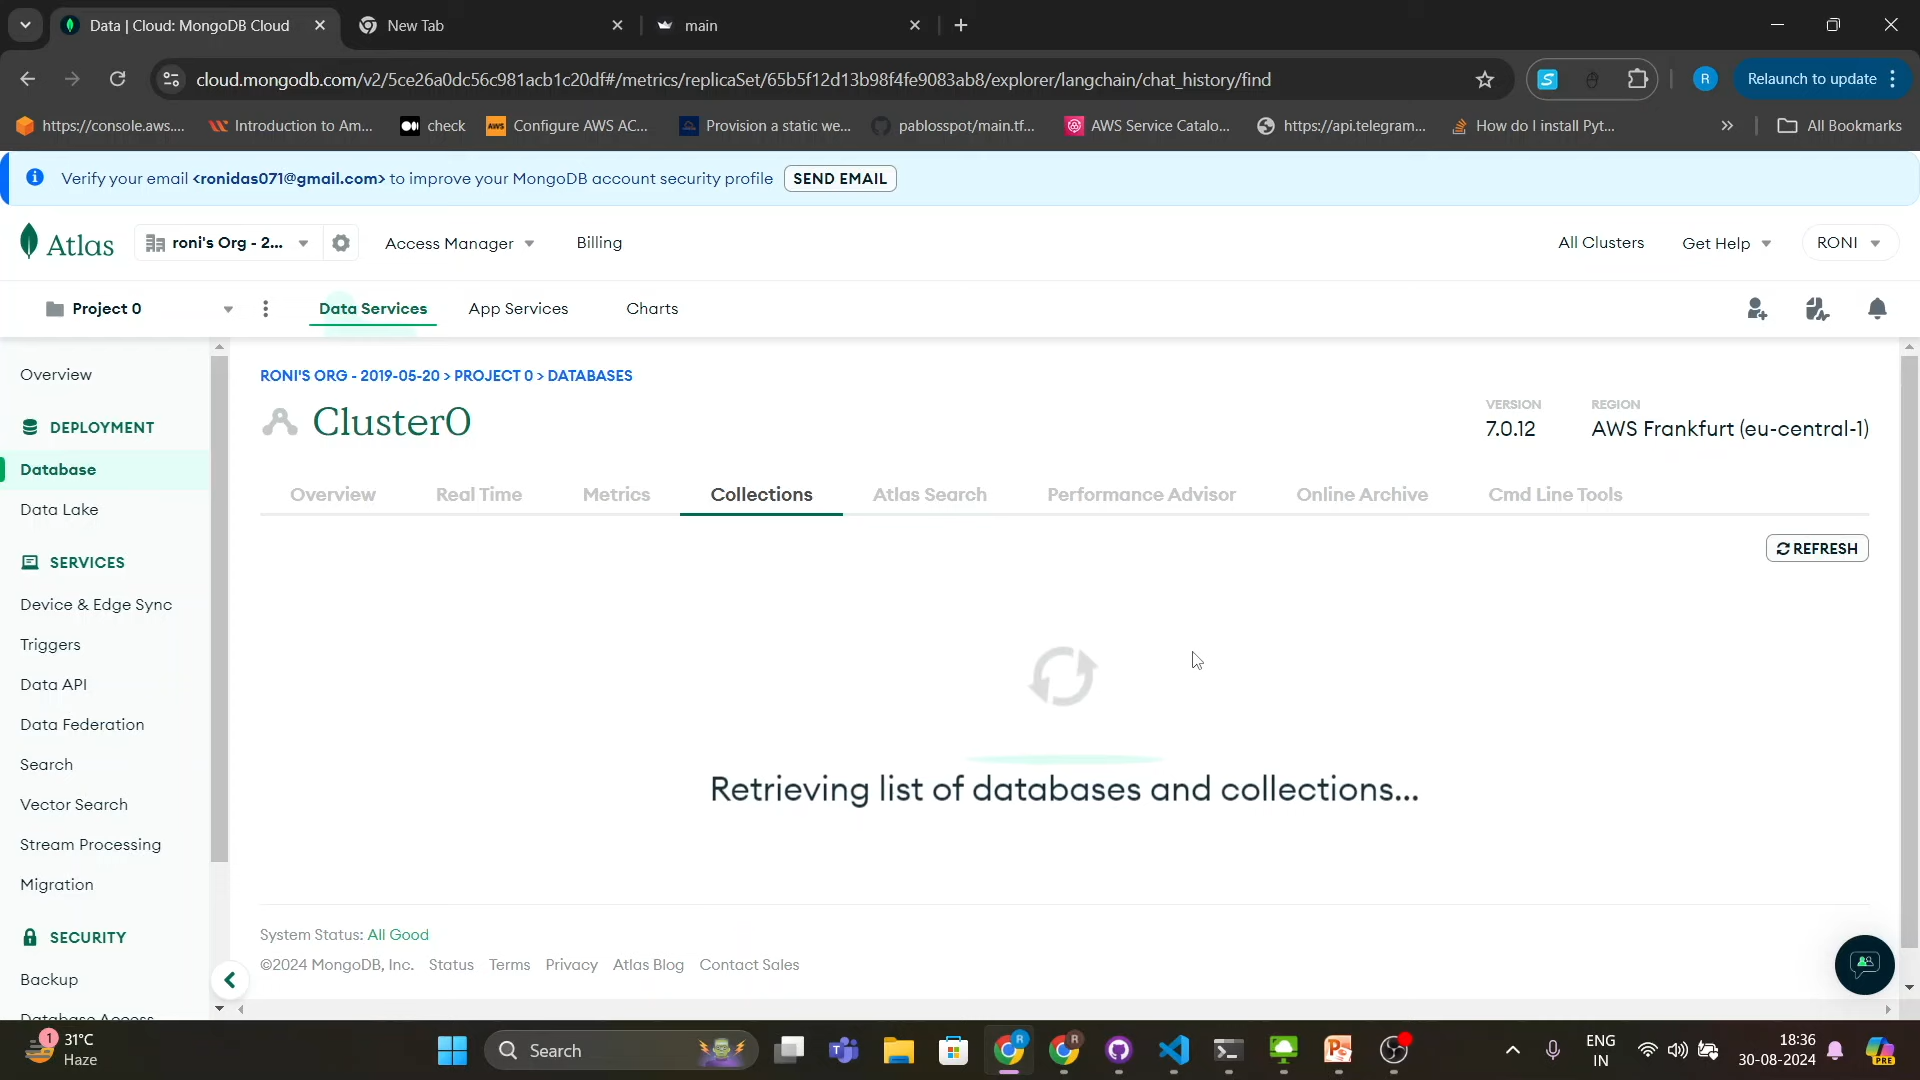 Data | Cloud: MongoDB Cloud
New Tab
main
cloud.mongodb.com/v2/5ce26a0dc56c981acb1c20df#/metrics/replicaSet/65b5f12d13b98f4fe9083ab8/explorer/langchain/chat_history/find
R
Relaunch to update
https://console.aws....
Introduction to Am...
check
Configure AWS AC...
Provision a static we...
pablosspot/main.tf...
AWS Service Catalo...
https://api.telegram...
How do I install Pyt...
All Bookmarks
Verify your email <ronidas071@gmail.com> to improve your MongoDB account security profile
SEND EMAIL
Atlas
roni's Org - 2...
Access Manager
Billing
All Clusters
Get Help
RONI
Project 0
Data Services
App Services
Charts
Overview
DEPLOYMENT
Database
Data Lake
SERVICES
Device & Edge Sync
Triggers
Data API
Data Federation
Search
Vector Search
Stream Processing
Migration
SECURITY
Backup
Database Access
RONI'S ORG - 2019-05-20 > PROJECT 0 > DATABASES
Cluster0
VERSION
7.0.12
REGION
AWS Frankfurt (eu-central-1)
Overview
Real Time
Metrics
Collections
Atlas Search
Performance Advisor
Online Archive
Cmd Line Tools
REFRESH
Retrieving list of databases and collections...
System Status: All Good
©2024 MongoDB, Inc.
Status
Terms
Privacy
Atlas Blog
Contact Sales
1
31°C
Haze
Search
ENG
IN
18:36
30-08-2024
PRE